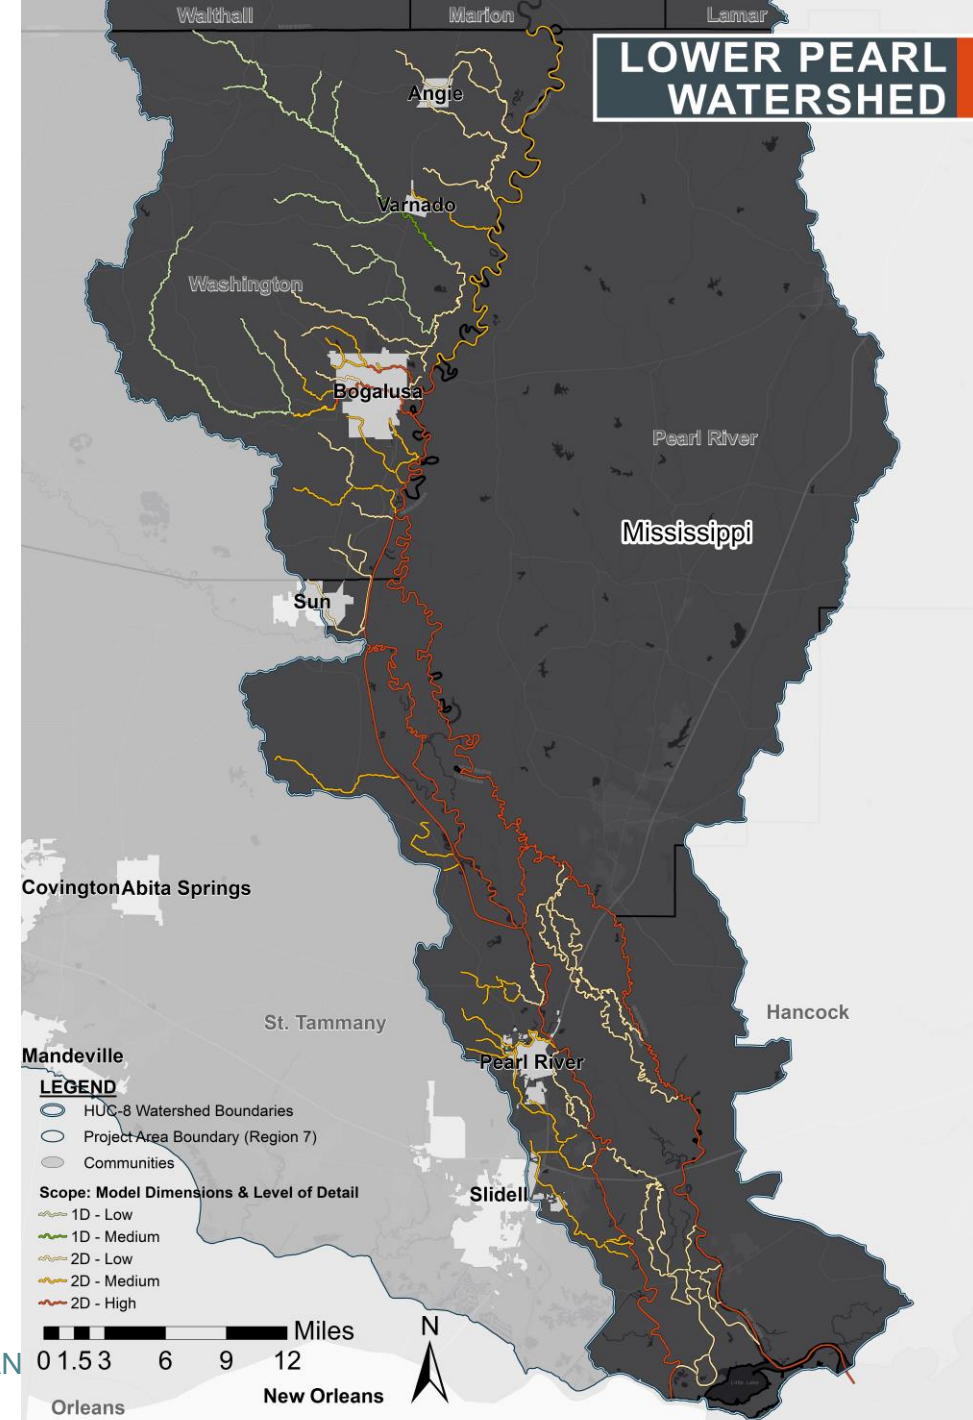 Walthall
Marion
Lamar
LOWER PEARL
WATERSHED
Angie
Varnado
Washington
Bogalusa
Pearl River
Mississippi
Sun
Covington
Abita Springs
St. Tammany
Hancock
Mandeville
Pearl River
LEGEND
HUC-8 Watershed Boundaries
Project Area Boundary (Region 7)
Communities
Scope: Model Dimensions & Level of Detail
Slidell
1D - Low
1D - Medium
2D - Low
2D - Medium
2D - High
Miles
N
AN
0 1.5 3 6 9 12
Little Lake
New Orleans
Orleans